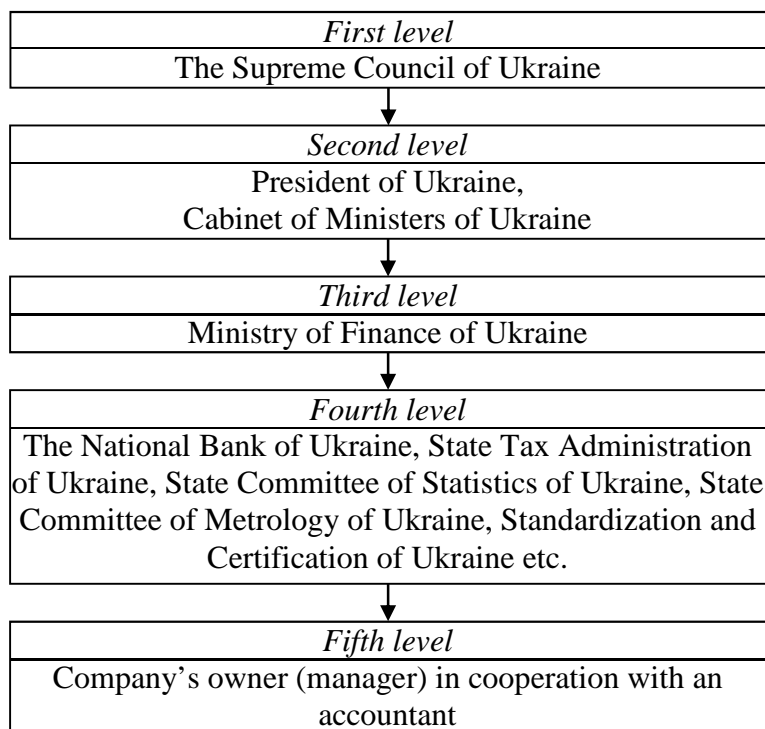 First level
The Supreme Council of Ukraine
Second level
President of Ukraine,
Cabinet of Ministers of Ukraine
Third level
Ministry of Finance of Ukraine
Fourth level
The National Bank of Ukraine, State Tax Administration
of Ukraine, State Committee of Statistics of Ukraine, State
Committee of Metrology of Ukraine, Standardization and
Certification of Ukraine etc.
Fifth level
Company’s owner (manager) in cooperation with an
accountant